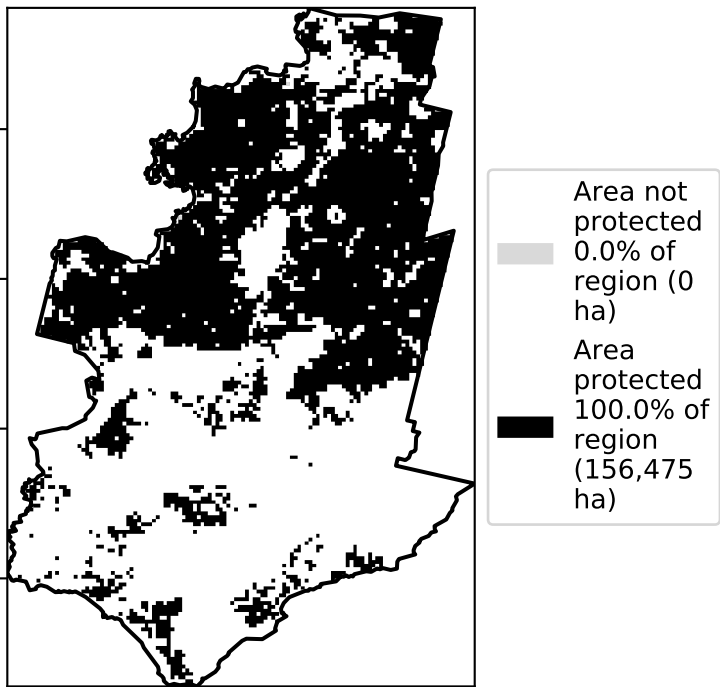 Area not
protected
0.0% of
region (0
ha)
Area
protected
100.0% of
region
(156,475
ha)